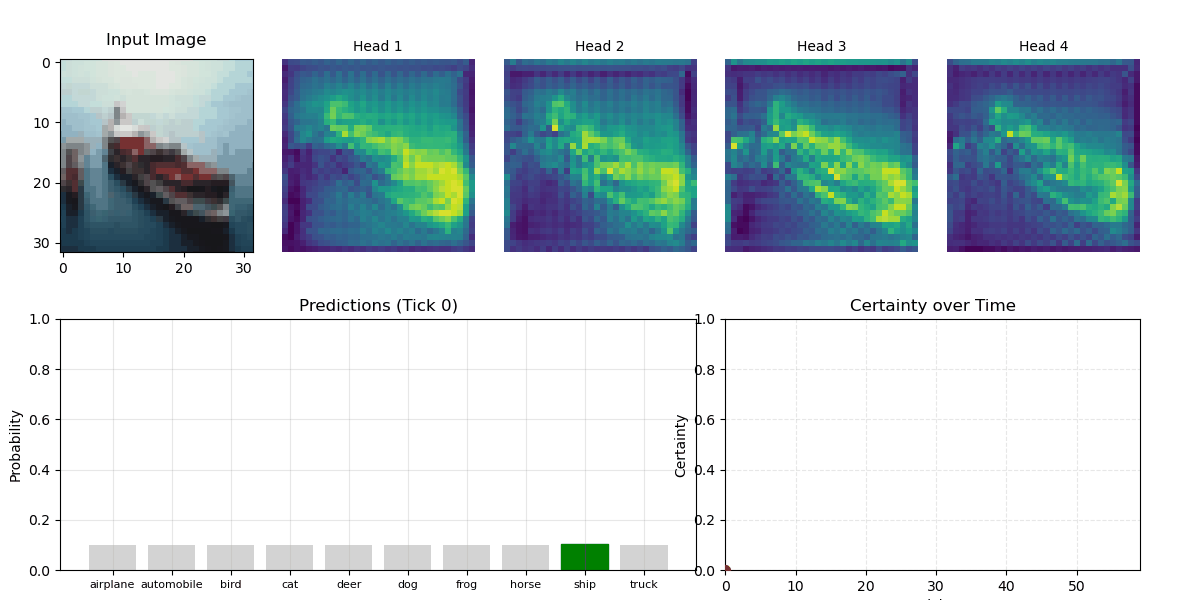 Input Image
Head 1
Head 2
Head 3
Head 4
0
10
20
30
0
10
20
30
Predictions (Tick 0)
Certainty over Time
Probability
1.0
0.8
0.6
0.4
0.2
0.0
airplane
automobile
bird
cat
deer
dog
frog
horse
ship
truck
Certainty
1.0
0.8
0.6
0.4
0.2
0.0
0
10
20
30
40
50